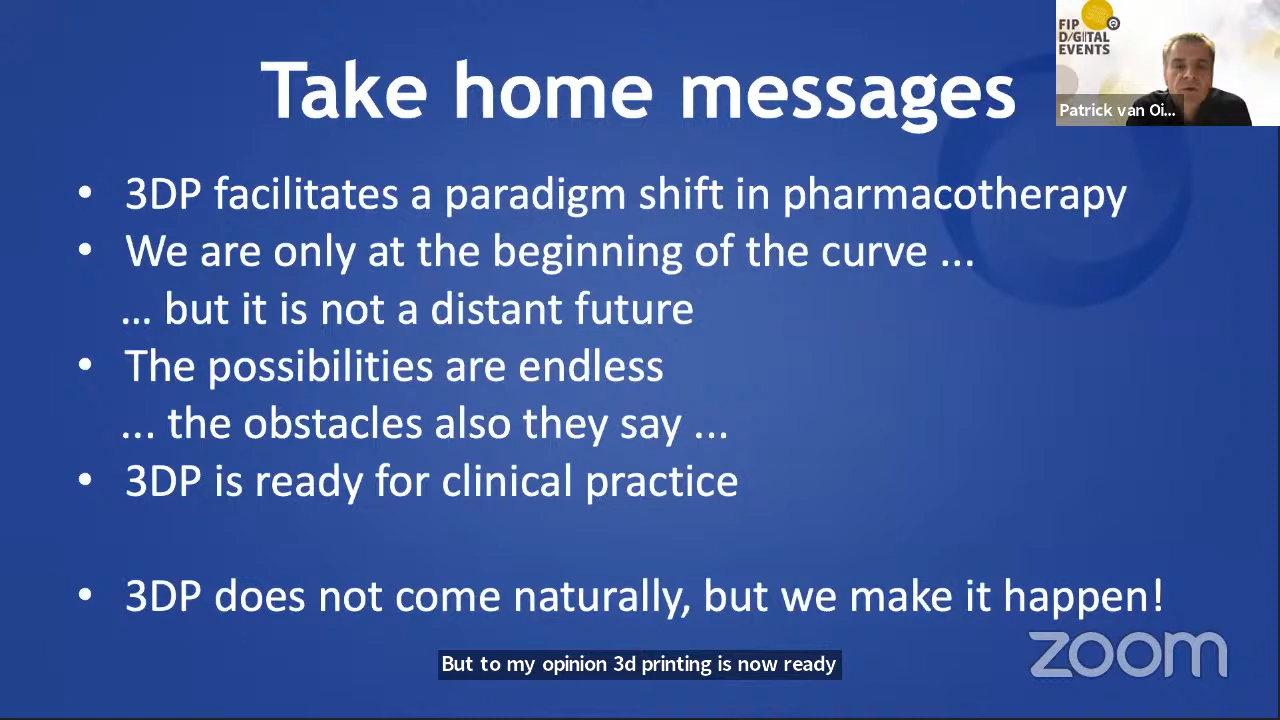 Take home messages
FIP
D/GITAL
EVENTS
Patrick van Oi...
• 3DP facilitates a paradigm shift in pharmacotherapy
• We are only at the beginning of the curve ...
... but it is not a distant future
• The possibilities are endless
... the obstacles also they say ...
• 3DP is ready for clinical practice
• 3DP does not come naturally, but we make it happen!
zoom
But to my opinion 3d printing is now ready